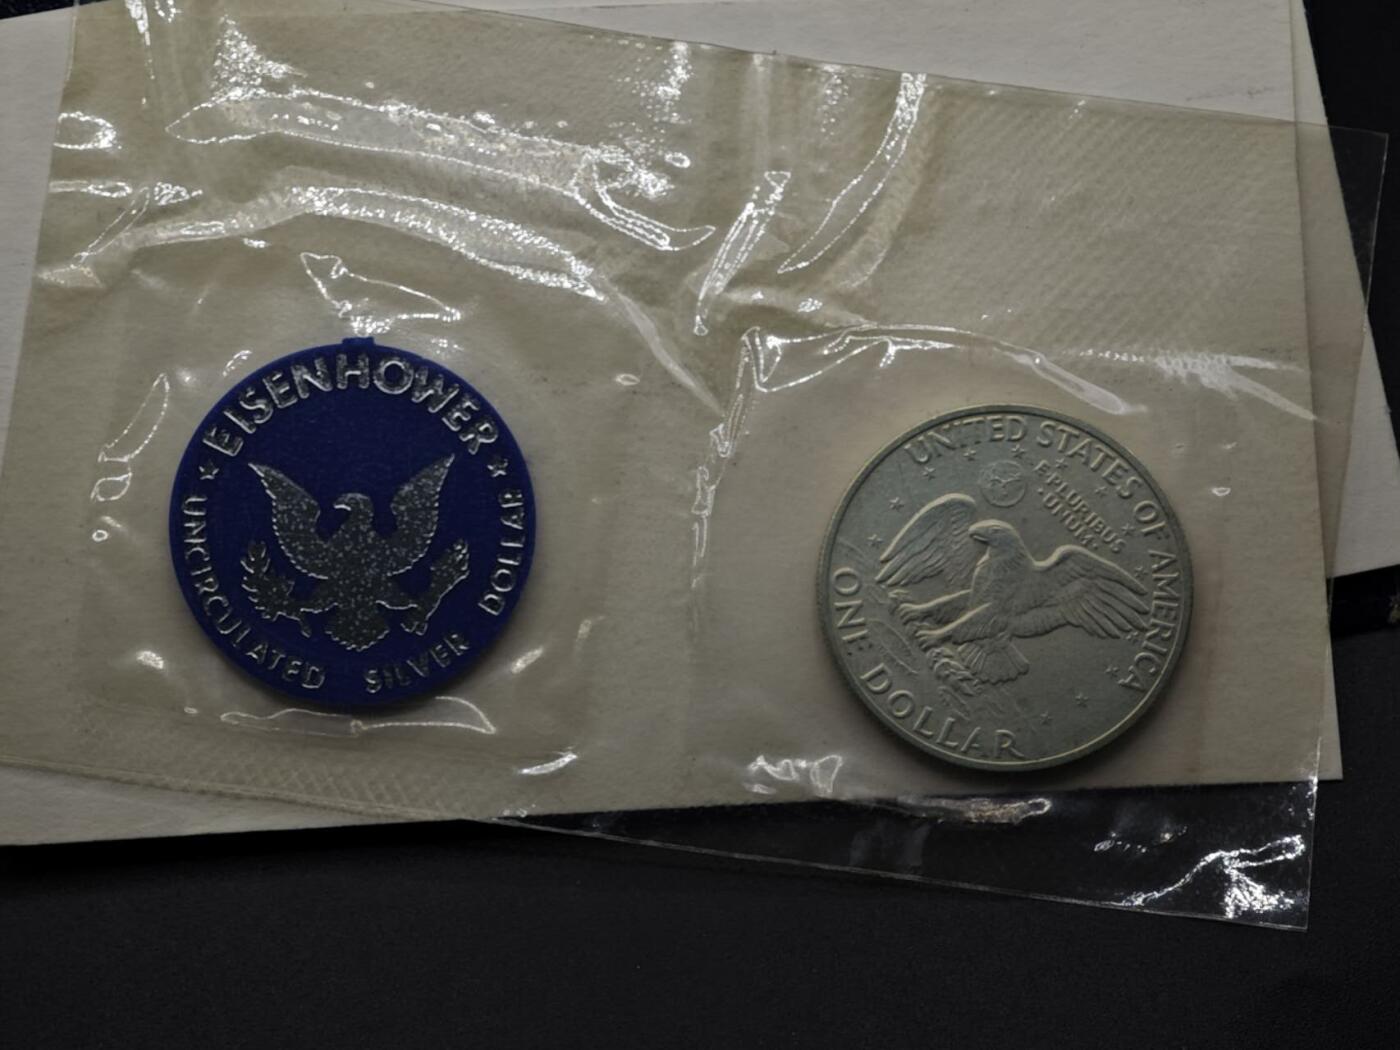 EISENHOWER
UNCIRCULATED SILVER DOLLAR
UNITED STATES OF AMERICA
E PLURIBUS
UNUM
ONE DOLLAR